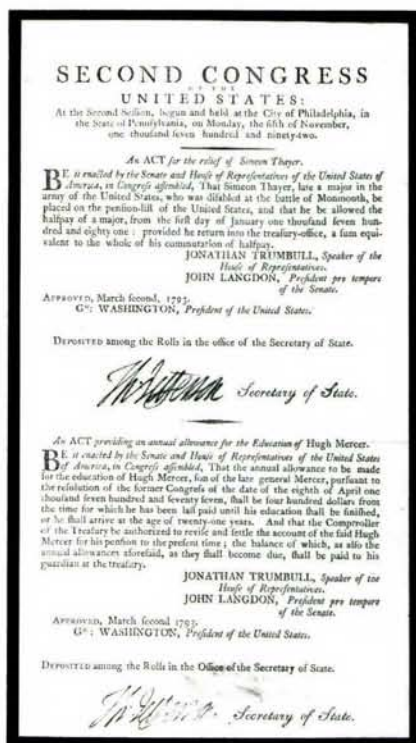 SECOND CONGRESS
OF THE
UNITED STATES:
At the Second Session, begun and held at the City of Philadelphia, in
the State of Pennsylvania, on Monday, the fifth of November,
one thousand seven hundred and ninety-two.
An ACT for the relief of Simeon Thayer.
BE it enacted by the Senate and House of Representatives of the United States of
America, in Congress assembled, That Simeon Thayer, late a major in the
army of the United States, who was disabled at the battle of Monmouth, be
placed on the pension-list of the United States, and that he be allowed the
halfpay of a major, from the first day of January one thousand seven hun-
dred and eighty one: provided he return into the treasury-office, a sum equi-
valent to the whole of his commutation of halfpay.
JONATHAN TRUMBULL, Speaker of the
House of Representatives.
JOHN LANGDON, President pro tempore
of the Senate.
APPROVED, March second, 1793.
Go: WASHINGTON, President of the United States.
DEPOSITED among the Rolls in the office of the Secretary of State.
Th: Jefferson Secretary of State.
An ACT providing an annual allowance for the Education of Hugh Mercer.
BE it enacted by the Senate and House of Representatives of the United States
of America, in Congress assembled, That the annual allowance to be made
for the education of Hugh Mercer, son of the late general Mercer, pursuant to
the resolution of the former Congress of the date of the eighth of April one
thousand seven hundred and seventy seven, shall be four hundred dollars from
the time for which he has been last paid until his education shall be finished,
or he shall arrive at the age of twenty-one years. And that the Comptroller
of the Treasury be authorized to revise and settle the account of the said Hugh
Mercer for his pension to the present time; the balance of which, as also the
annual allowances aforesaid, as they shall become due, shall be paid to his
guardian at the treasury.
JONATHAN TRUMBULL, Speaker of the
House of Representatives.
JOHN LANGDON, President pro tempore
of the Senate.
APPROVED, March second 1793.
Go: WASHINGTON, President of the United States.
DEPOSITED among the Rolls in the Office of the Secretary of State.
Th: Jefferson Secretary of State.